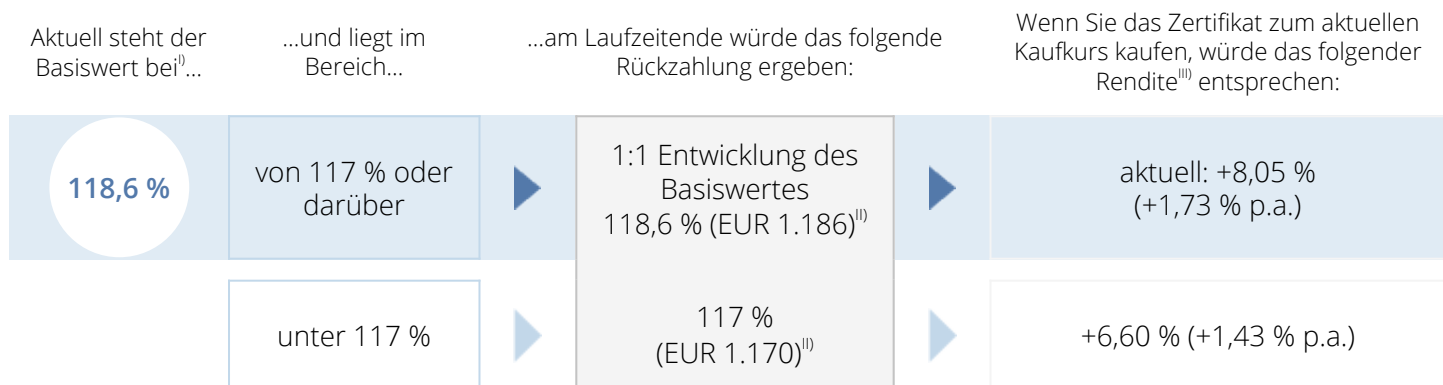 Aktuell steht der
Basiswert bei^I)...
...und liegt im
Bereich...
...am Laufzeitende würde das folgende
Rückzahlung ergeben:
Wenn Sie das Zertifikat zum aktuellen
Kaufkurs kaufen, würde das folgender
Rendite^III) entsprechen:
118,6 %
von 117 % oder
darüber
1:1 Entwicklung des
Basiswertes
118,6 % (EUR 1.186)^II)
aktuell: +8,05 %
(+1,73 % p.a.)
unter 117 %
117 %
(EUR 1.170)^II)
+6,60 % (+1,43 % p.a.)